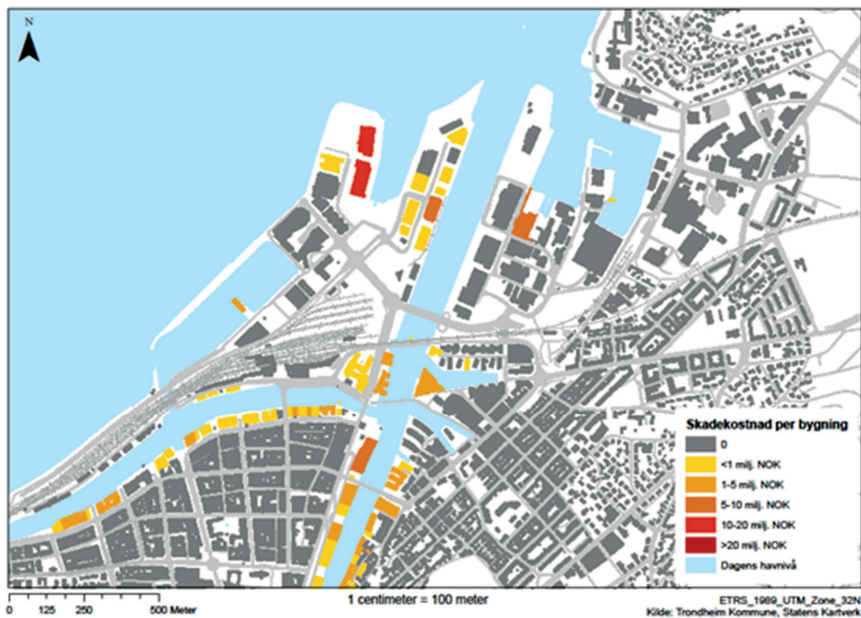 N
Skadekostnad per bygning
0
<1 milj. NOK
1-5 milj. NOK
5-10 milj. NOK
10-20 milj. NOK
>20 milj. NOK
Dagens havnivå
0 125 250 500 Meter
1 centimeter = 100 meter
ETRS_1989_UTM_Zone_32N
Kilde: Trondheim Kommune, Statens Kartverk